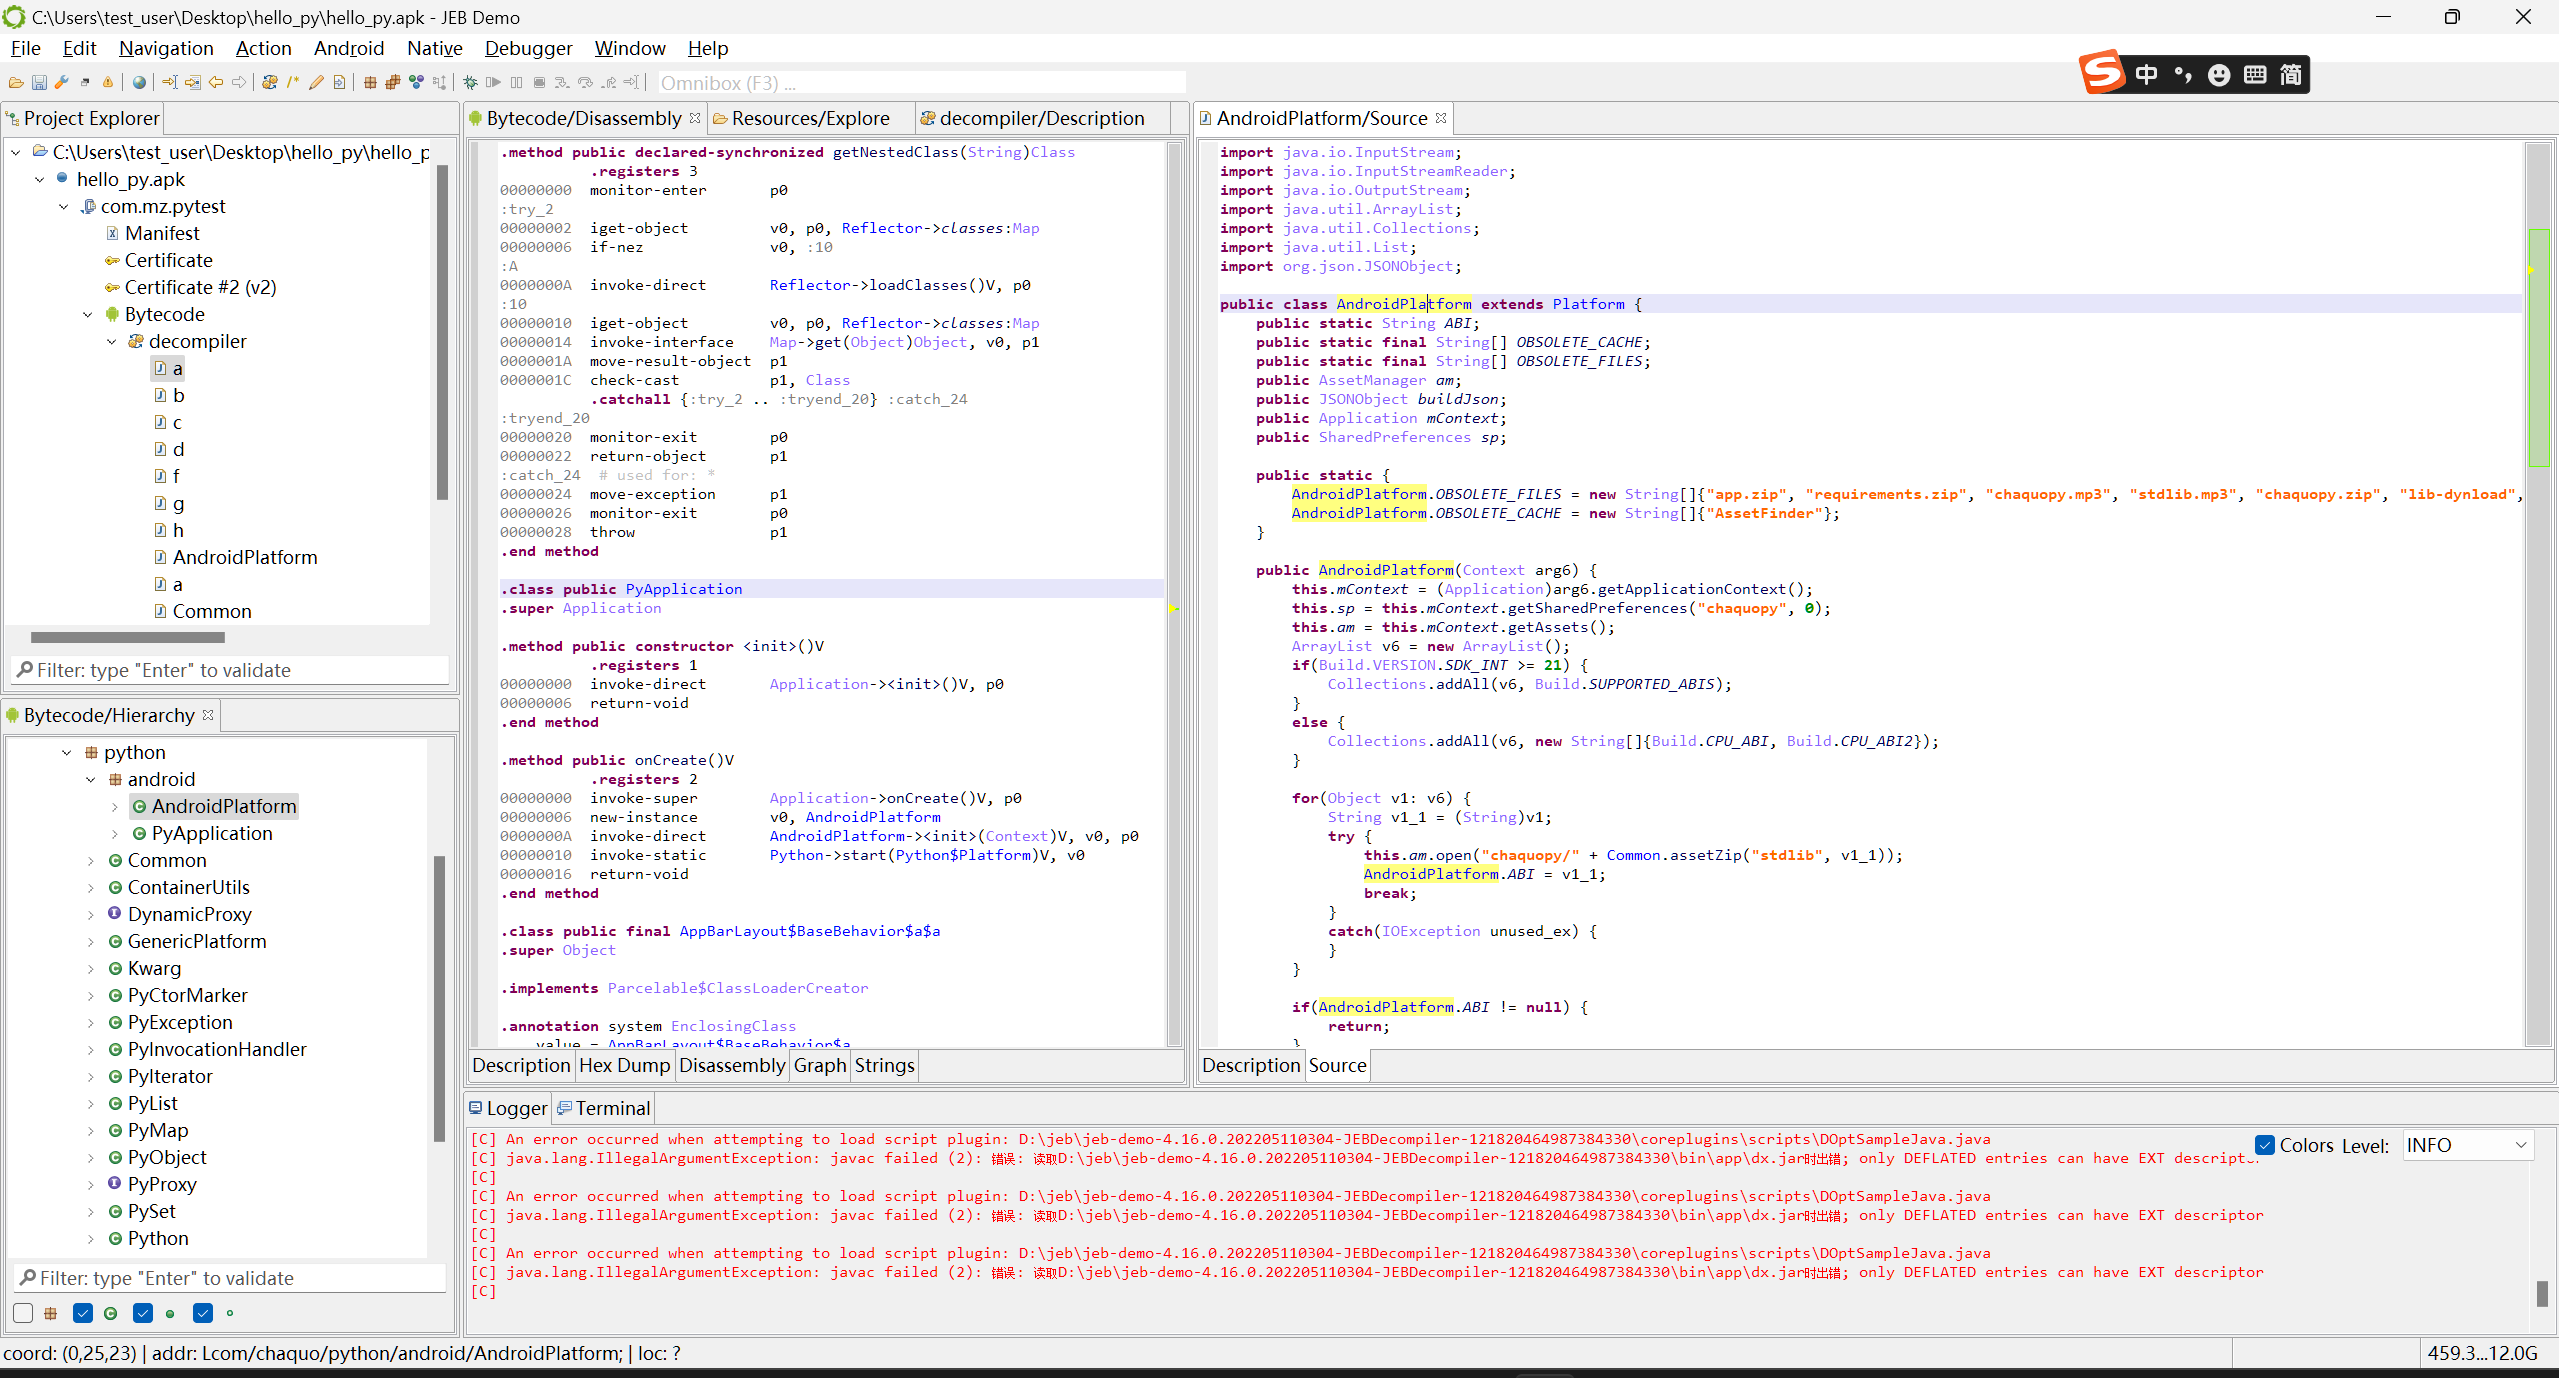 C:\Users\test_user\Desktop\hello_py\hello_py.apk - JEB Demo
File Edit Navigation Action Android Native Debugger Window Help
Omnibox (F3) ...
中 °, 简
Project Explorer
C:\Users\test_user\Desktop\hello_py\hello_p
hello_py.apk
com.mz.pytest
Manifest
Certificate
Certificate #2 (v2)
Bytecode
decompiler
a
b
c
d
f
g
h
AndroidPlatform
a
Common
Filter: type "Enter" to validate
Bytecode/Hierarchy
python
android
AndroidPlatform
PyApplication
Common
ContainerUtils
DynamicProxy
GenericPlatform
Kwarg
PyCtorMarker
PyException
PyInvocationHandler
PyIterator
PyList
PyMap
PyObject
PyProxy
PySet
Python
Filter: type "Enter" to validate
Bytecode/Disassembly Resources/Explore decompiler/Description
.method public declared-synchronized getNestedClass(String)Class
.registers 3
00000000 monitor-enter p0
:try_2
00000002 iget-object v0, p0, Reflector->classes:Map
00000006 if-nez v0, :10
:A
0000000A invoke-direct Reflector->loadClasses()V, p0
:10
00000010 iget-object v0, p0, Reflector->classes:Map
00000014 invoke-interface Map->get(Object)Object, v0, p1
0000001A move-result-object p1
0000001C check-cast p1, Class
.catchall {:try_2 .. :tryend_20} :catch_24
:tryend_20
00000020 monitor-exit p0
00000022 return-object p1
:catch_24 # used for: *
00000024 move-exception p1
00000026 monitor-exit p0
00000028 throw p1
.end method
.class public PyApplication
.super Application
.method public constructor <init>()V
.registers 1
00000000 invoke-direct Application-><init>()V, p0
00000006 return-void
.end method
.method public onCreate()V
.registers 2
00000000 invoke-super Application->onCreate()V, p0
00000006 new-instance v0, AndroidPlatform
0000000A invoke-direct AndroidPlatform-><init>(Context)V, v0, p0
00000010 invoke-static Python->start(Python$Platform)V, v0
00000016 return-void
.end method
.class public final AppBarLayout$BaseBehavior$a$a
.super Object
.implements Parcelable$ClassLoaderCreator
.annotation system EnclosingClass
value = AppBarLayout$BaseBehavior$a
Description Hex Dump Disassembly Graph Strings
AndroidPlatform/Source
import java.io.InputStream;
import java.io.InputStreamReader;
import java.io.OutputStream;
import java.util.ArrayList;
import java.util.Collections;
import java.util.List;
import org.json.JSONObject;
public class AndroidPlatform extends Platform {
public static String ABI;
public static final String[] OBSOLETE_CACHE;
public static final String[] OBSOLETE_FILES;
public AssetManager am;
public JSONObject buildJson;
public Application mContext;
public SharedPreferences sp;
public static {
AndroidPlatform.OBSOLETE_FILES = new String[]{"app.zip", "requirements.zip", "chaquopy.mp3", "stdlib.mp3", "chaquopy.zip", "lib-dynload",
AndroidPlatform.OBSOLETE_CACHE = new String[]{"AssetFinder"};
}
public AndroidPlatform(Context arg6) {
this.mContext = (Application)arg6.getApplicationContext();
this.sp = this.mContext.getSharedPreferences("chaquopy", 0);
this.am = this.mContext.getAssets();
ArrayList v6 = new ArrayList();
if(Build.VERSION.SDK_INT >= 21) {
Collections.addAll(v6, Build.SUPPORTED_ABIS);
}
else {
Collections.addAll(v6, new String[]{Build.CPU_ABI, Build.CPU_ABI2});
}
for(Object v1: v6) {
String v1_1 = (String)v1;
try {
this.am.open("chaquopy/" + Common.assetZip("stdlib", v1_1));
AndroidPlatform.ABI = v1_1;
break;
}
catch(IOException unused_ex) {
}
}
if(AndroidPlatform.ABI != null) {
return;
}
Description Source
Logger Terminal
[C] An error occurred when attempting to load script plugin: D:\jeb\jeb-demo-4.16.0.202205110304-JEBDecompiler-121820464987384330\coreplugins\scripts\DOptSampleJava.java
[C] java.lang.IllegalArgumentException: javac failed (2): 错误: 读取D:\jeb\jeb-demo-4.16.0.202205110304-JEBDecompiler-121820464987384330\bin\app\dx.jar时出错; only DEFLATED entries can have EXT descriptor
[C]
[C] An error occurred when attempting to load script plugin: D:\jeb\jeb-demo-4.16.0.202205110304-JEBDecompiler-121820464987384330\coreplugins\scripts\DOptSampleJava.java
[C] java.lang.IllegalArgumentException: javac failed (2): 错误: 读取D:\jeb\jeb-demo-4.16.0.202205110304-JEBDecompiler-121820464987384330\bin\app\dx.jar时出错; only DEFLATED entries can have EXT descriptor
[C]
[C] An error occurred when attempting to load script plugin: D:\jeb\jeb-demo-4.16.0.202205110304-JEBDecompiler-121820464987384330\coreplugins\scripts\DOptSampleJava.java
[C] java.lang.IllegalArgumentException: javac failed (2): 错误: 读取D:\jeb\jeb-demo-4.16.0.202205110304-JEBDecompiler-121820464987384330\bin\app\dx.jar时出错; only DEFLATED entries can have EXT descriptor
[C]
Colors Level: INFO
coord: (0,25,23) | addr: Lcom/chaquo/python/android/AndroidPlatform; | loc: ?
459.3...12.0G